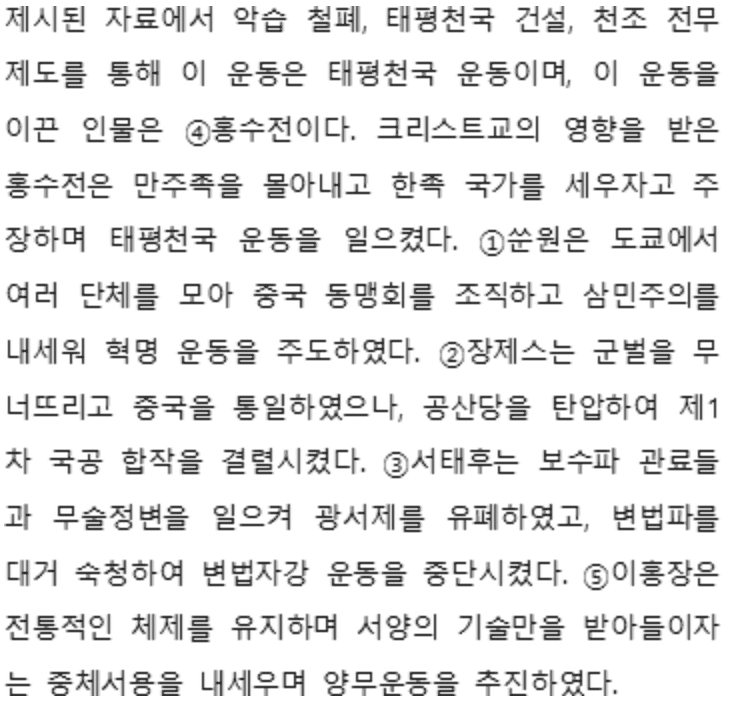 제시된 자료에서 악습 철폐, 태평천국 건설, 천조 전무
제도를 통해 이 운동은 태평천국 운동이며, 이 운동을
이끈 인물은 ④홍수전이다. 크리스트교의 영향을 받은
홍수전은 만주족을 몰아내고 한족 국가를 세우자고 주
장하며 태평천국 운동을 일으켰다. ①쑨원은 도쿄에서
여러 단체를 모아 중국 동맹회를 조직하고 삼민주의를
내세워 혁명 운동을 주도하였다. ②장제스는 군벌을 무
너뜨리고 중국을 통일하였으나, 공산당을 탄압하여 제1
차 국공 합작을 결렬시켰다. ③서태후는 보수파 관료들
과 무술정변을 일으켜 광서제를 유폐하였고, 변법파를
대거 숙청하여 변법자강 운동을 중단시켰다. ⑤이홍장은
전통적인 체제를 유지하며 서양의 기술만을 받아들이자
는 중체서용을 내세우며 양무운동을 추진하였다.